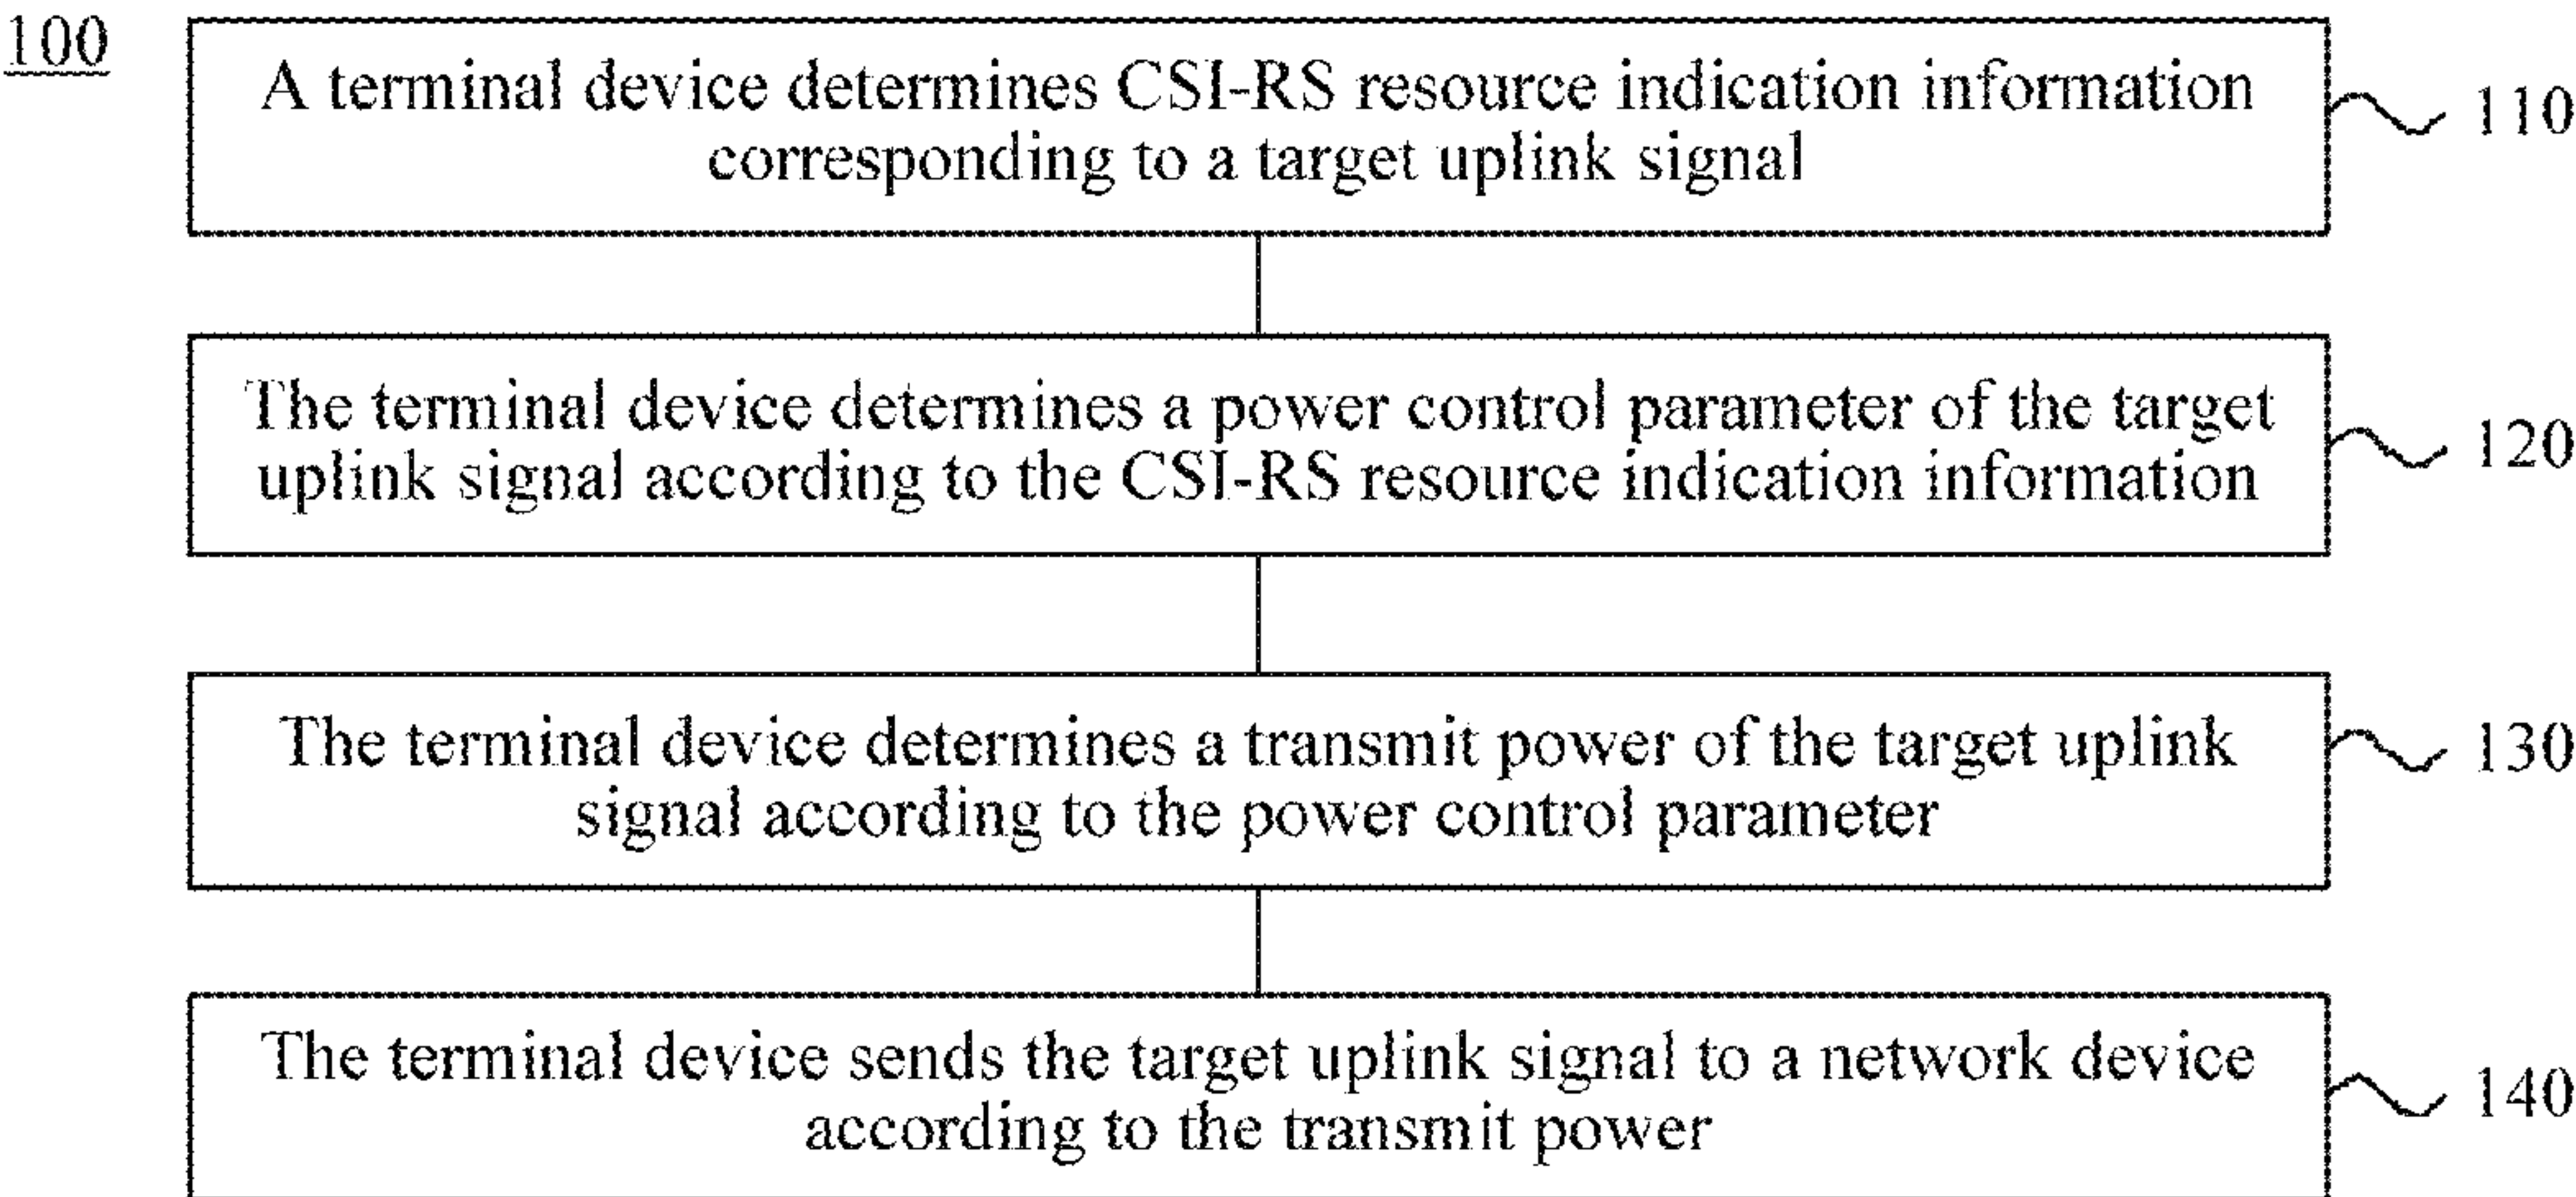 100
A terminal device determines CSI-RS resource indication information
corresponding to a target uplink signal
110
The terminal device determines a power control parameter of the target
uplink signal according to the CSI-RS resource indication information
120
The terminal device determines a transmit power of the target uplink
signal according to the power control parameter
130
The terminal device sends the target uplink signal to a network device
according to the transmit power
140